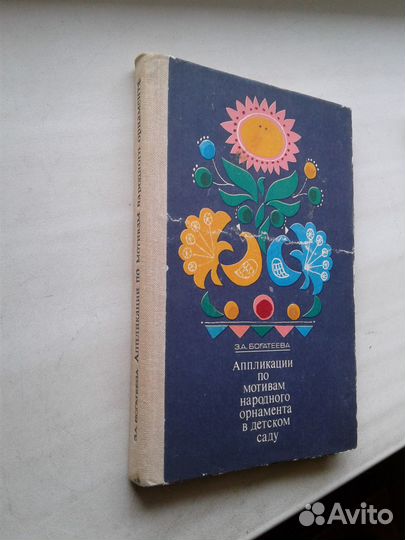 З.А. БОГАТЕЕВА. АППЛИКАЦИИ ПО МОТИВАМ НАРОДНОГО ОРНАМЕНТА
З.А. БОГАТЕЕВА
Аппликации
по
мотивам
народного
орнамента
в детском
саду
Avito